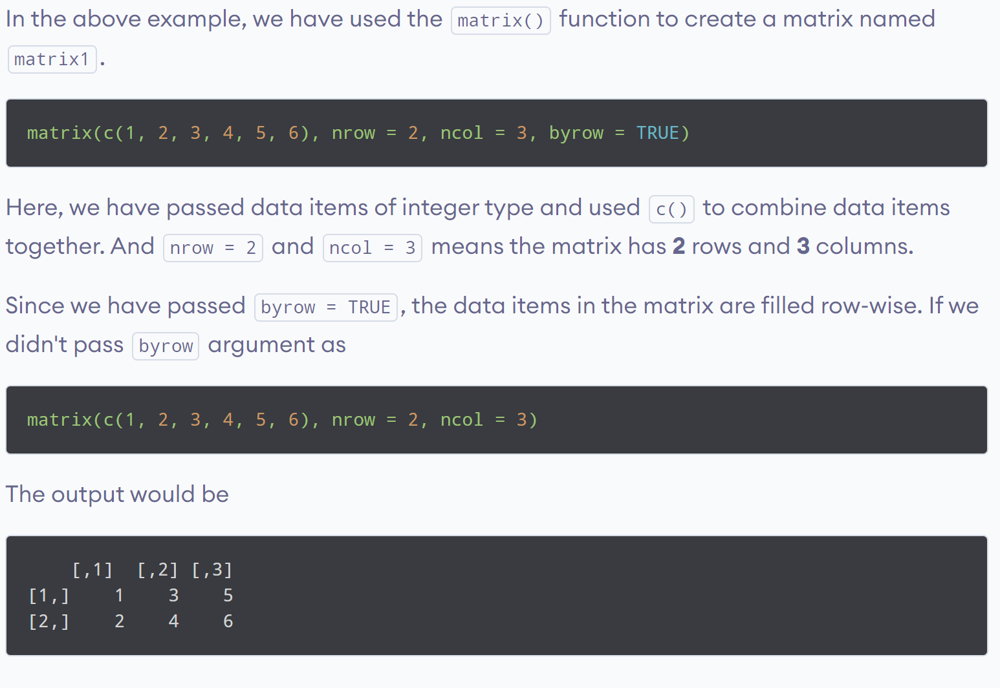 In the above example, we have used the matrix() function to create a matrix named
matrix1 .
matrix(c(1, 2, 3, 4, 5, 6), nrow = 2, ncol = 3, byrow = TRUE)
Here, we have passed data items of integer type and used c() to combine data items
together. And nrow = 2 and ncol = 3 means the matrix has 2 rows and 3 columns.
Since we have passed byrow = TRUE , the data items in the matrix are filled row-wise. If we
didn't pass byrow argument as
matrix(c(1, 2, 3, 4, 5, 6), nrow = 2, ncol = 3)
The output would be
    [,1]  [,2] [,3]
[1,]    1    3    5
[2,]    2    4    6